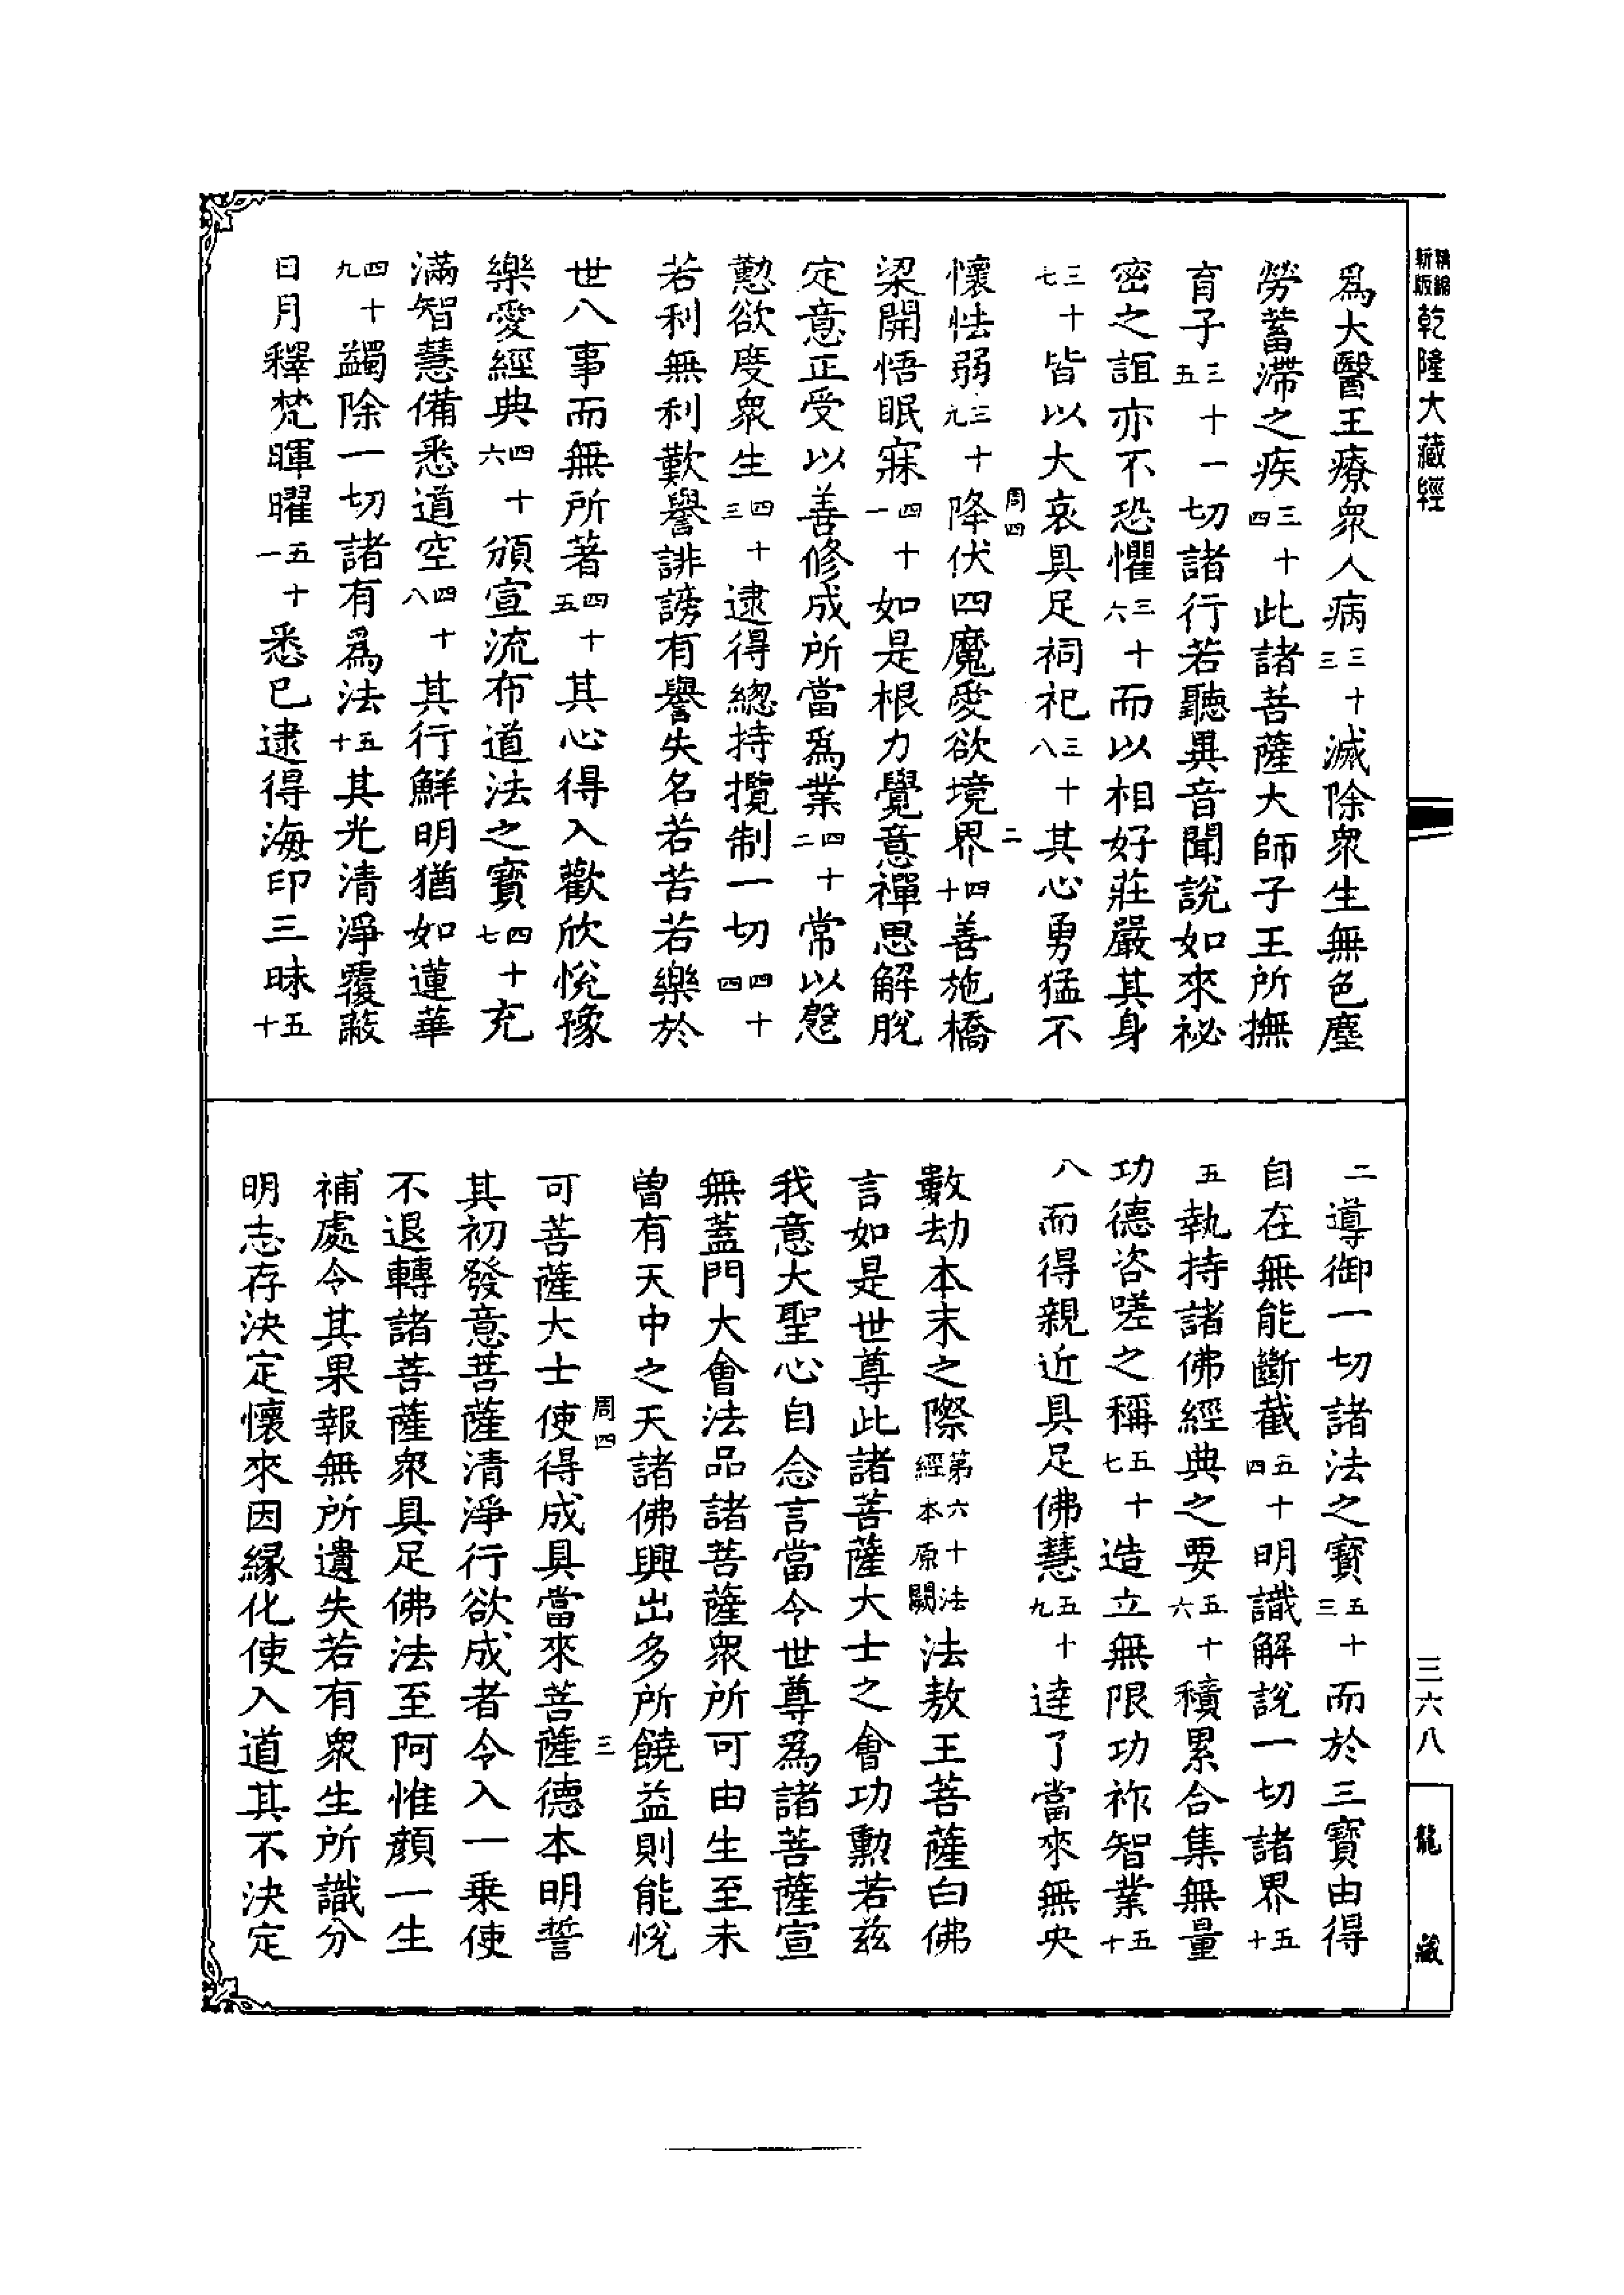 精縮新版乾隆大藏經
爲大醫王療衆人病三十三滅除衆生無色塵
勞蓄滯之疾三十四此諸菩薩大師子王所撫
育子三十五一切諸行若聽異音聞說如來祕
密之誼亦不恐懼三十六而以相好莊嚴其身
三十七皆以大哀具足祠祀三十八其心勇猛不
周四 二
懷怯弱三十九降伏四魔愛欲境界四十善施橋
梁開悟眠寐四十一如是根力覺意禪思解脫
定意正受以善修成所當爲業四十二常以慇
懃欲度衆生四十三逮得總持攬制一切四十四
若利無利歎譽誹謗有譽失名若苦若樂於
世八事而無所著四十五其心得入歡欣悅豫
樂愛經典四十六頒宣流布道法之寶四十七充
滿智慧備悉道空四十八其行鮮明猶如蓮華
四十九蠲除一切諸有爲法五十其光清淨覆蔽
日月釋梵暉曜五十一悉已逮得海印三昧五十
二導御一切諸法之寶五十三而於三寶由得
自在無能斷截五十四明識解說一切諸界五十
五執持諸佛經典之要五十六積累合集無量
功德咨嗟之稱五十七造立無限功祚智業五十
八而得親近具足佛慧五十九達了當來無央
數劫本末之際第六十法經本原闕法敖王菩薩白佛
言如是世尊此諸菩薩大士之會功勳若茲
我意大聖心自念言當令世尊爲諸菩薩宣
無蓋門大會法品諸菩薩衆所可由生至未
曾有天中之天諸佛興出多所饒益則能悅
周四 三
可菩薩大士使得成具當來菩薩德本明誓
其初發意菩薩清淨行欲成者令入一乗使
不退轉諸菩薩衆具足佛法至阿惟顏一生
補處令其果報無所遺失若有衆生所識分
明志存決定懷來因緣化使入道其不決定
三六八
龍藏